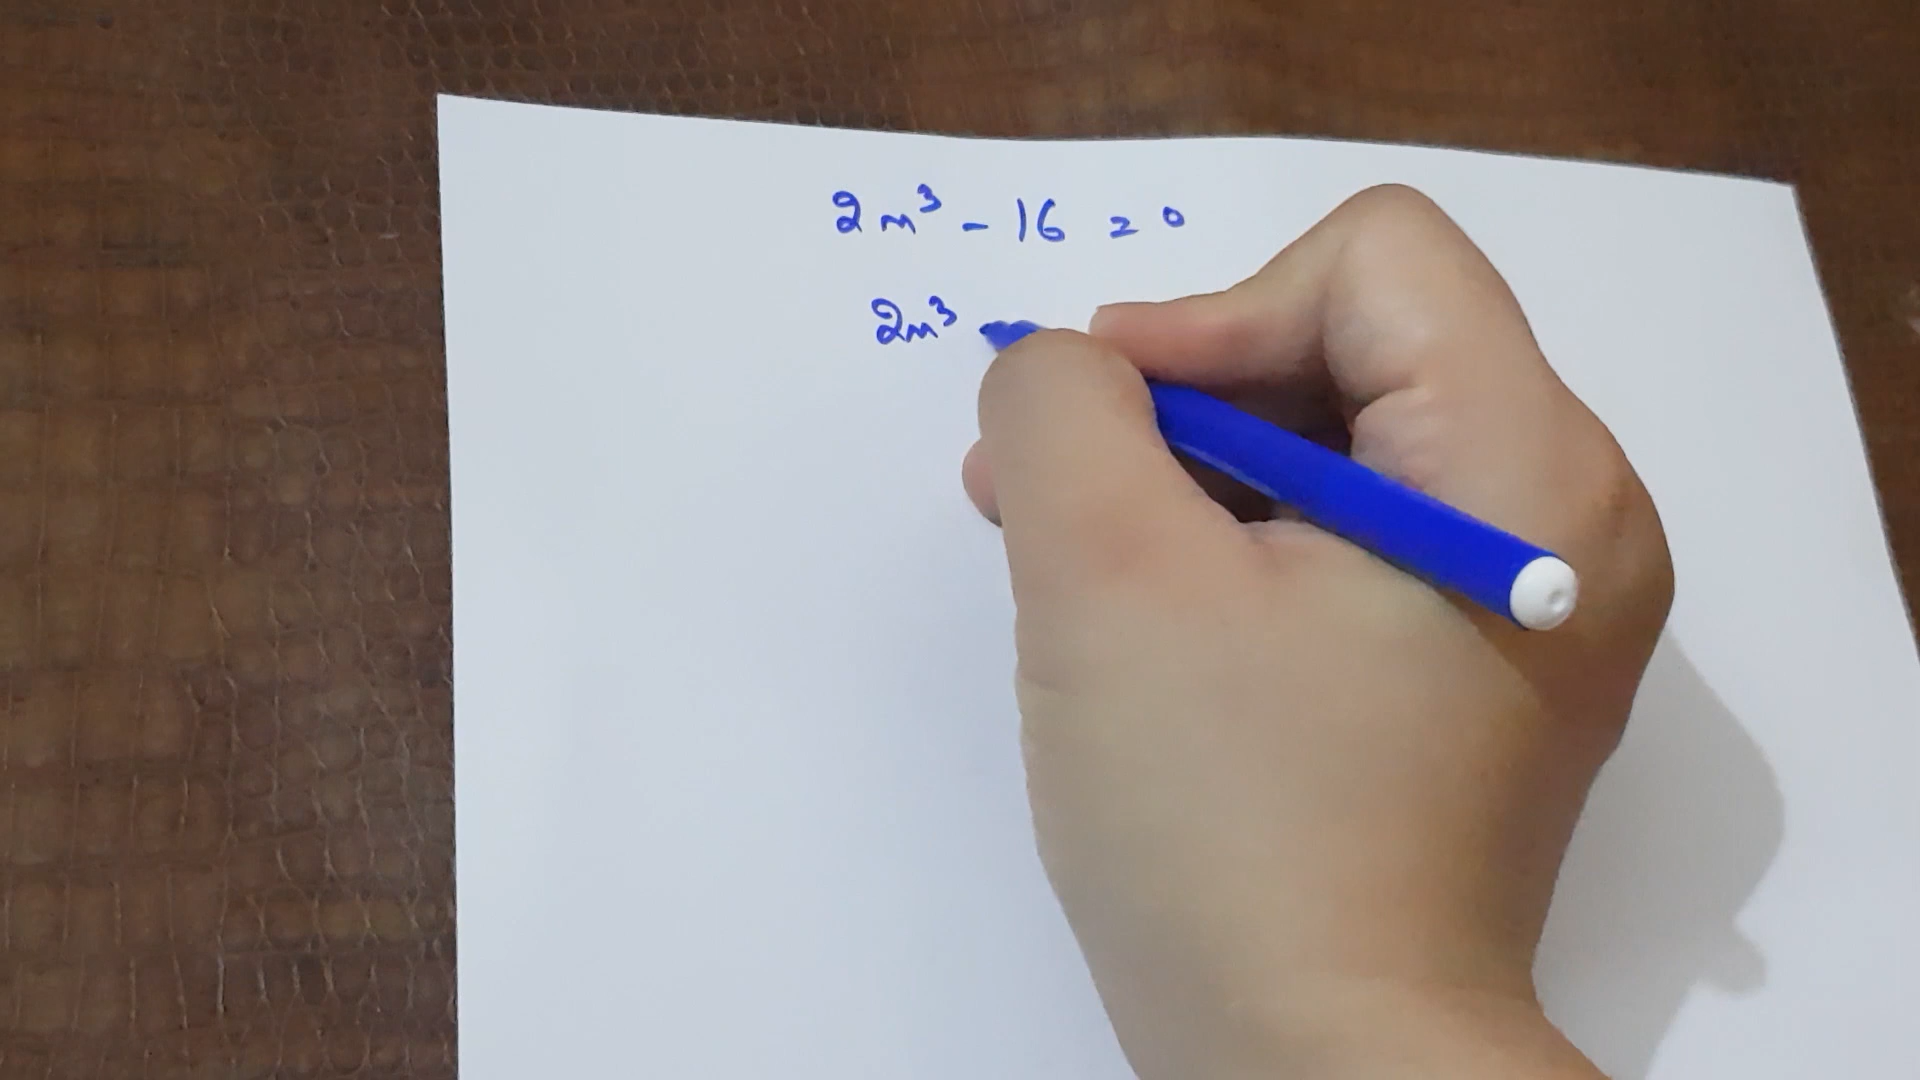 2m³ - 16 = 0
2m³